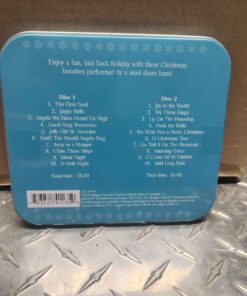 Enjoy a fun, laid back holiday with these Christmas
favorites performed by a steel drum band.
Disc 1
1. The First Noel
2. Jingle Bells
3. Angels We Have Heard on High
4. Good King Wenceslas
5. Jolly Old St. Nicholas
6. Hark! The Herald Angels Sing
7. Away in a Manger
8. I Saw Three Ships
9. Silent Night
10. O Holy Night
Total time:
Disc 2
1. Joy to the World
2. We Three Kings
3. Up On the Housetop
4. Deck the Halls
5. We Wish You a Merry Christmas
6. O Christmas Tree
7. Go Tell It On the Mountain
8. Amazing Grace
9. O Come All Ye Faithful
10. Auld Lang Syne
Total time: